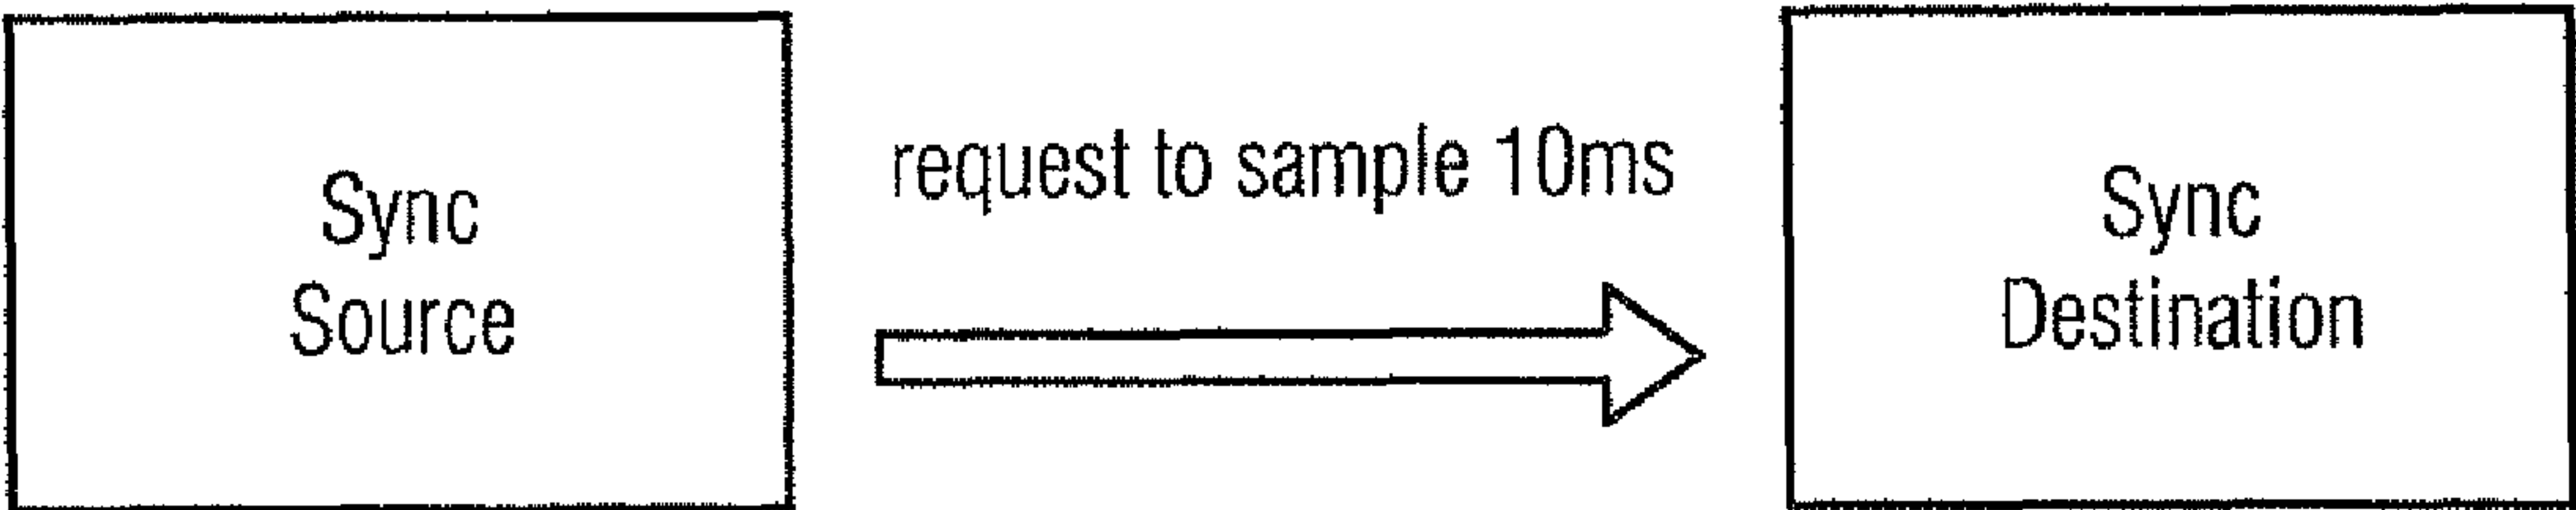 Sync
Source
request to sample 10ms
Sync
Destination